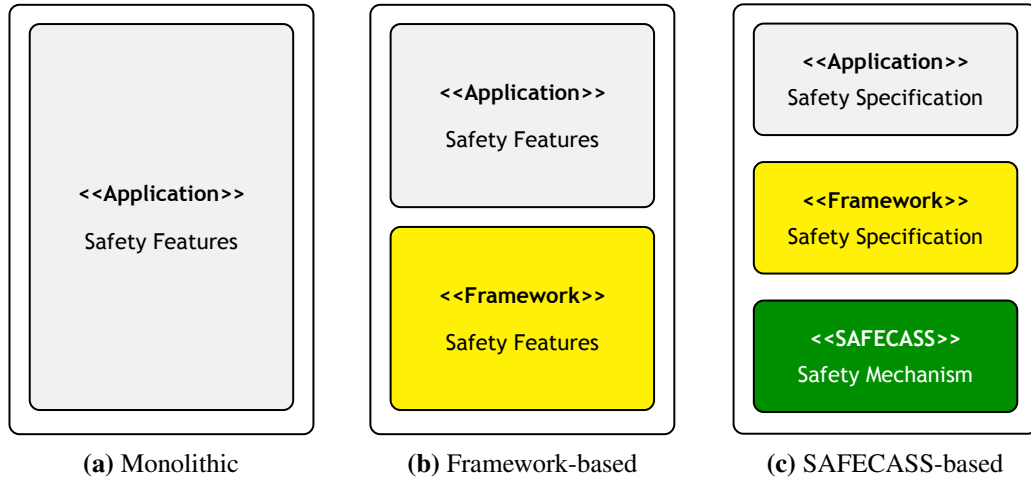 <<Application>>
Safety Features
(a) Monolithic
<<Application>>
Safety Features
<<Framework>>
Safety Features
(b) Framework-based
<<Application>>
Safety Specification
<<Framework>>
Safety Specification
<<SAFECASS>>
Safety Mechanism
(c) SAFECASS-based